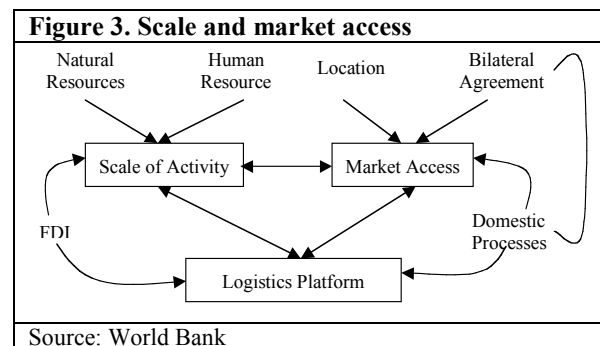 Figure 3. Scale and market access
Natural
Resources
Human
Resource
Location
Bilateral
Agreement
Scale of Activity
Market Access
FDI
Domestic
Processes
Logistics Platform
Source: World Bank